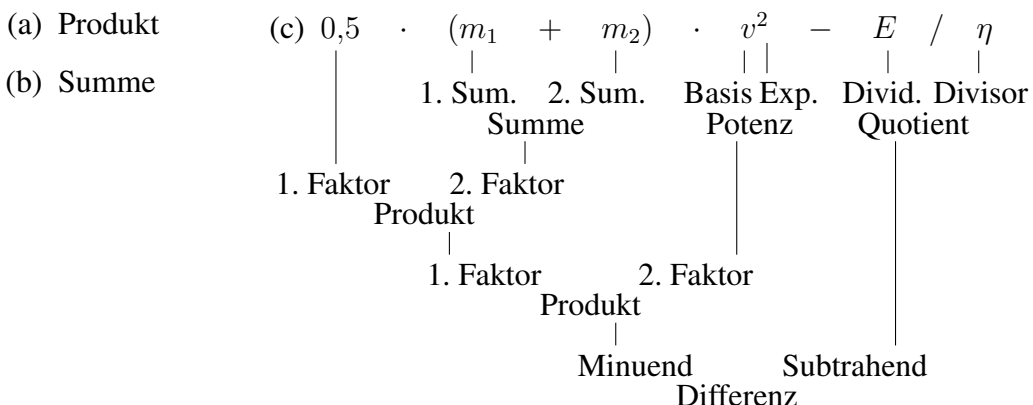 (a) Produkt
(b) Summe
(c) 0,5 · (m₁ + m₂) · v² − E / η
1. Sum. 2. Sum. Basis Exp. Divid. Divisor
Summe Potenz Quotient
1. Faktor 2. Faktor
Produkt
1. Faktor 2. Faktor
Produkt
Minuend Subtrahend
Differenz